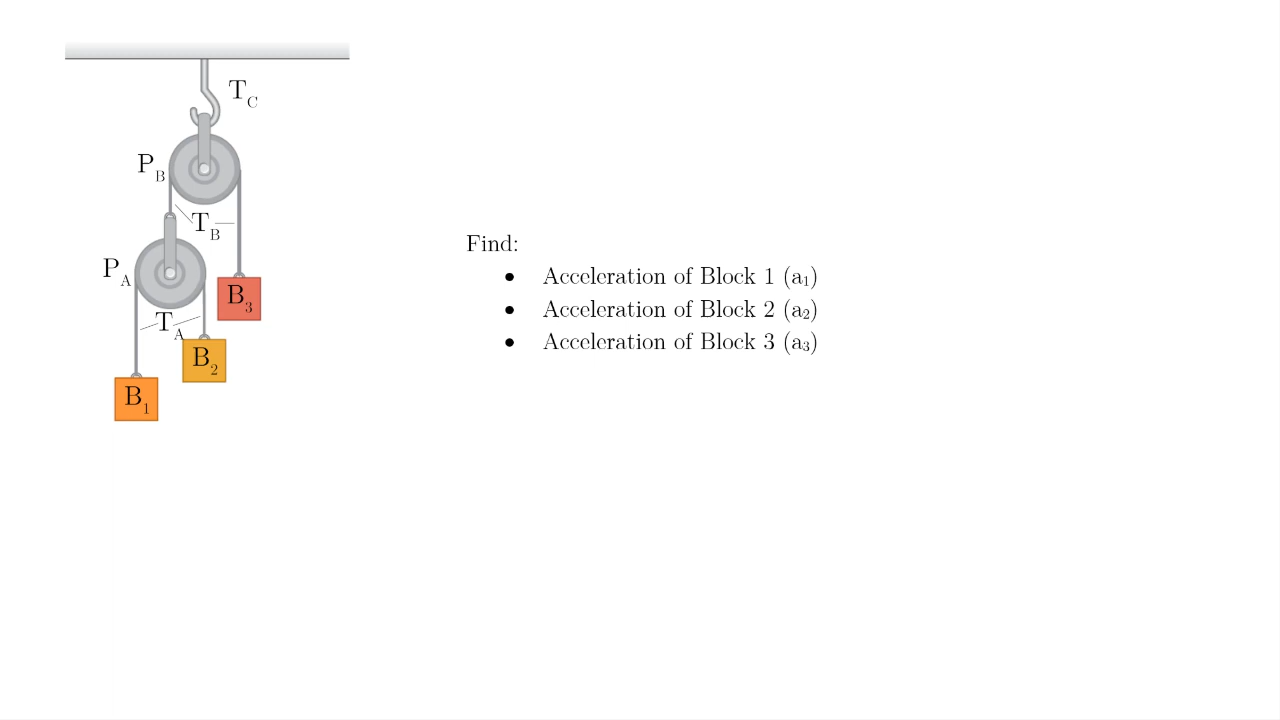 T_C
P_B
T_B
P_A
B_3
T_A
B_2
B_1
Find:
• Acceleration of Block 1 (a₁)
• Acceleration of Block 2 (a₂)
• Acceleration of Block 3 (a₃)